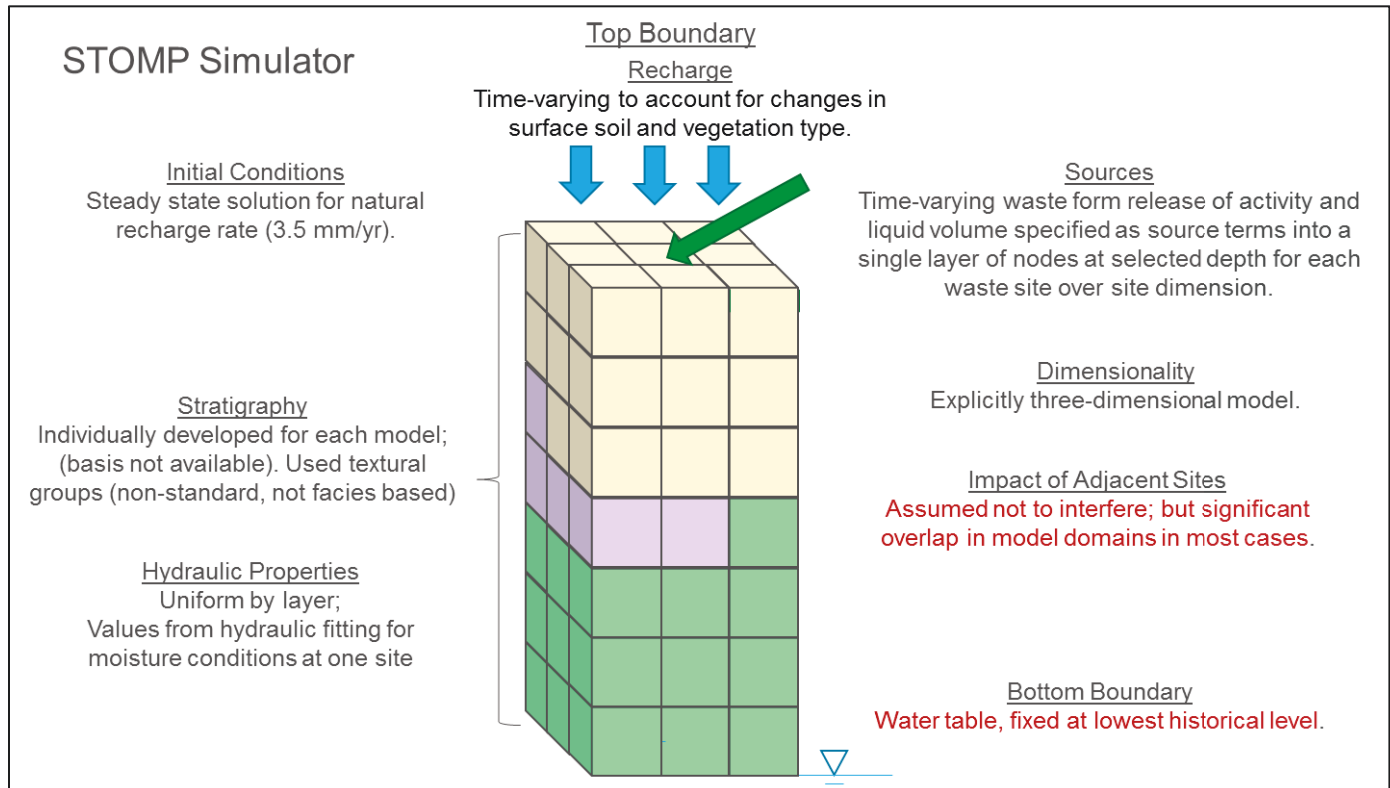 STOMP Simulator
Top Boundary
Recharge
Time-varying to account for changes in
surface soil and vegetation type.
Initial Conditions
Steady state solution for natural
recharge rate (3.5 mm/yr).
Sources
Time-varying waste form release of activity and
liquid volume specified as source terms into a
single layer of nodes at selected depth for each
waste site over site dimension.
Stratigraphy
Individually developed for each model;
(basis not available). Used textural
groups (non-standard, not facies based)
Dimensionality
Explicitly three-dimensional model.
Impact of Adjacent Sites
Assumed not to interfere; but significant
overlap in model domains in most cases.
Hydraulic Properties
Uniform by layer;
Values from hydraulic fitting for
moisture conditions at one site
Bottom Boundary
Water table, fixed at lowest historical level.